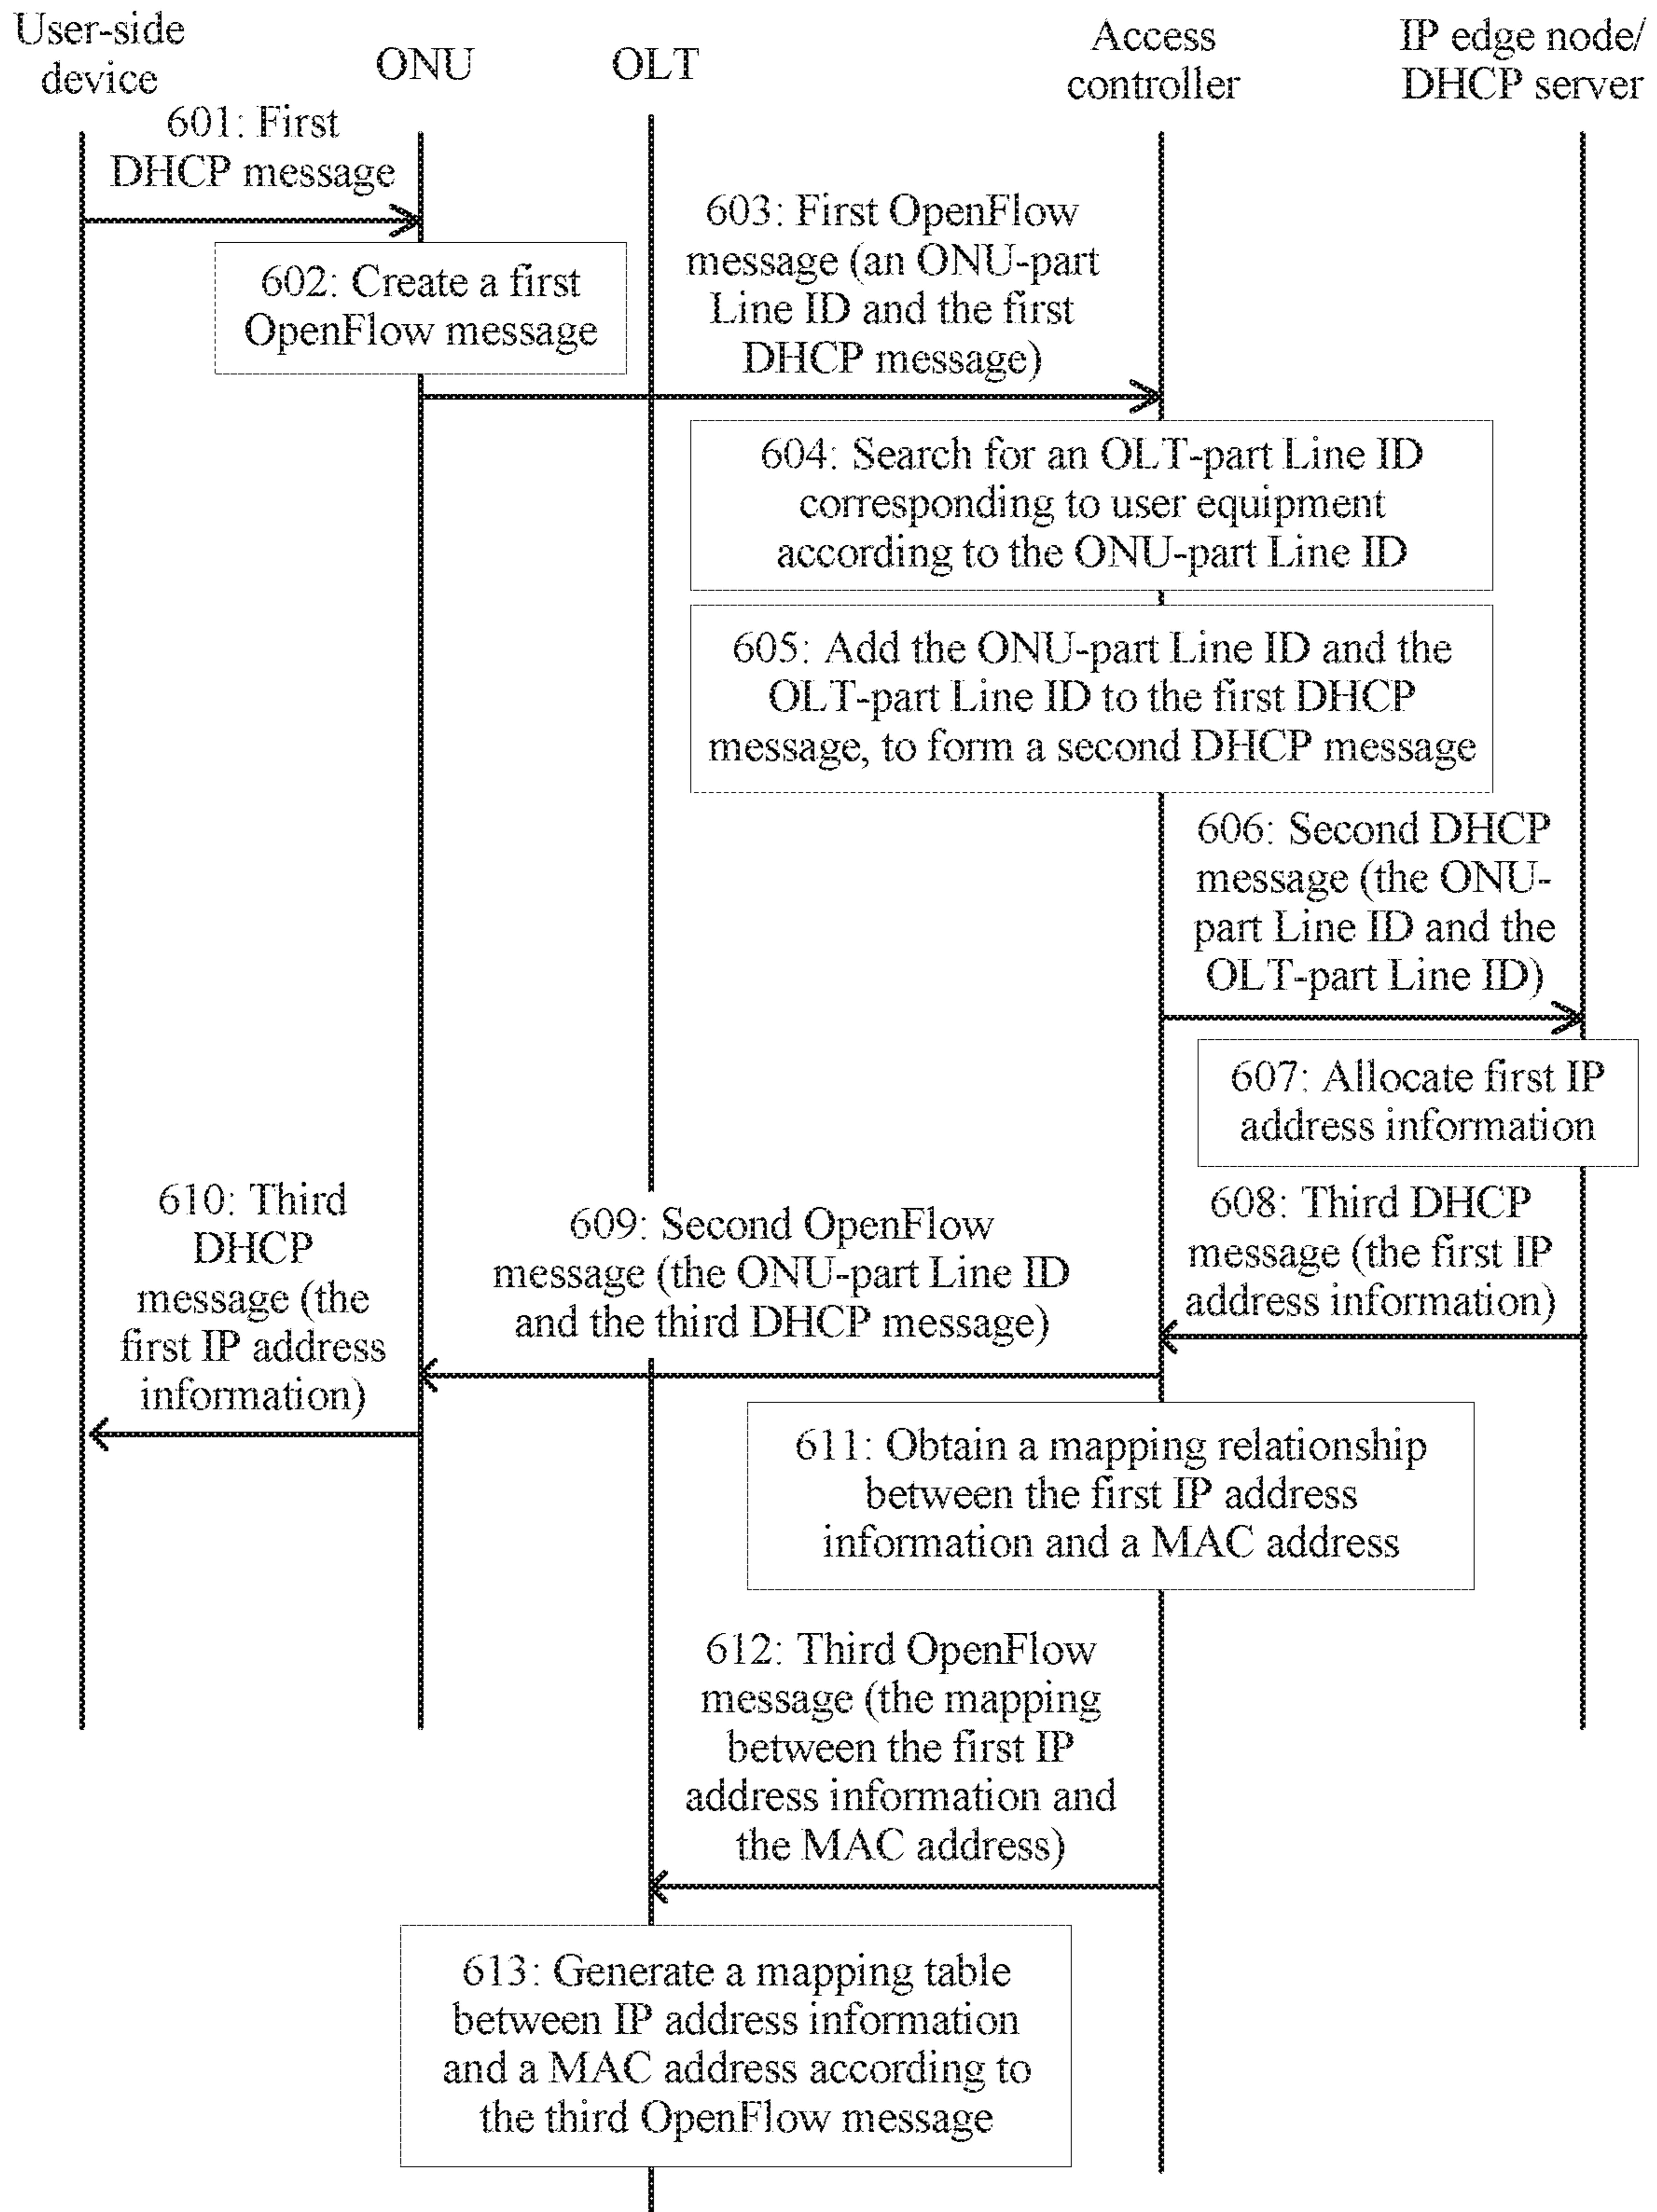 User-side
device
ONU
OLT
Access
controller
IP edge node/
DHCP server
601: First
DHCP message
602: Create a first
OpenFlow message
603: First OpenFlow
message (an ONU-part
Line ID and the first
DHCP message)
604: Search for an OLT-part Line ID
corresponding to user equipment
according to the ONU-part Line ID
605: Add the ONU-part Line ID and the
OLT-part Line ID to the first DHCP
message, to form a second DHCP message
606: Second DHCP
message (the ONU-
part Line ID and the
OLT-part Line ID)
607: Allocate first IP
address information
608: Third DHCP
message (the first IP
address information)
609: Second OpenFlow
message (the ONU-part Line ID
and the third DHCP message)
610: Third
DHCP
message (the
first IP address
information)
611: Obtain a mapping relationship
between the first IP address
information and a MAC address
612: Third OpenFlow
message (the mapping
between the first IP
address information and
the MAC address)
613: Generate a mapping table
between IP address information
and a MAC address according to
the third OpenFlow message